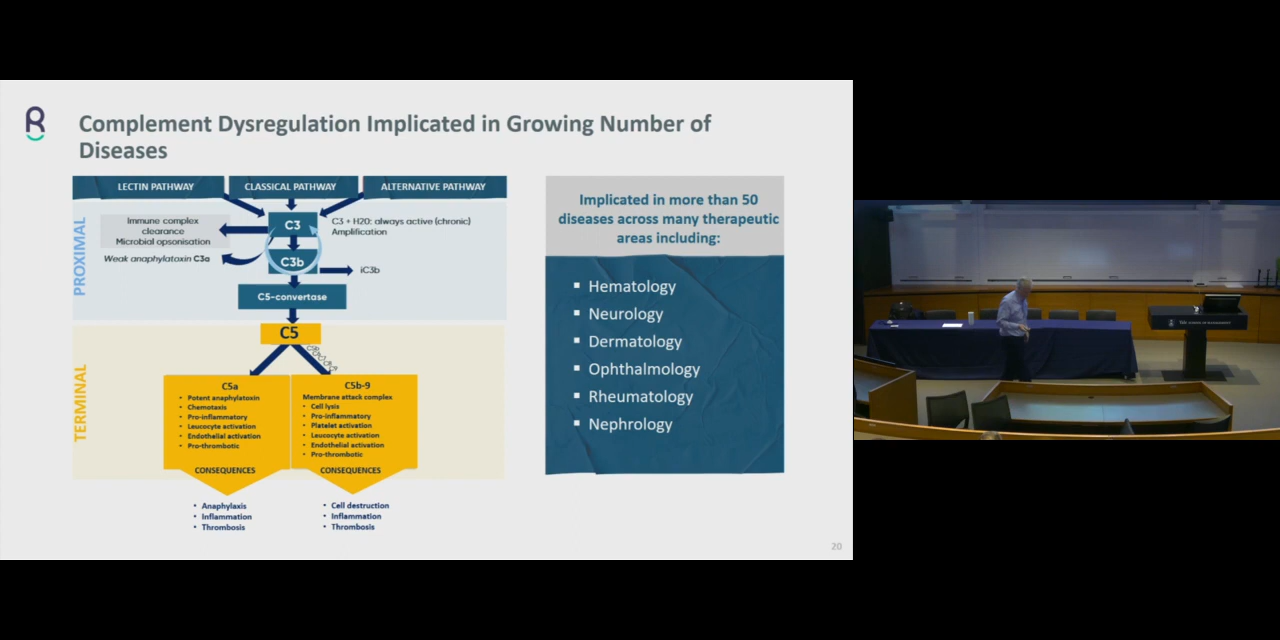 Complement Dysregulation Implicated in Growing Number of
Diseases
LECTIN PATHWAY
CLASSICAL PATHWAY
ALTERNATIVE PATHWAY
PROXIMAL
Immune complex
clearance
Microbial opsonisation
Weak anaphylatoxin C3a
C3
C3 + H20: always active (chronic)
Amplification
C3b
iC3b
C5-convertase
TERMINAL
C5
C5a
• Potent anaphylatoxin
• Chemotaxis
• Pro-inflammatory
• Leucocyte activation
• Endothelial activation
• Pro-thrombotic
CONSEQUENCES
• Anaphylaxis
• Inflammation
• Thrombosis
C5b-9
Membrane attack complex
• Cell lysis
• Pro-inflammatory
• Platelet activation
• Leucocyte activation
• Endothelial activation
• Pro-thrombotic
CONSEQUENCES
• Cell destruction
• Inflammation
• Thrombosis
Implicated in more than 50
diseases across many therapeutic
areas including:
▪ Hematology
▪ Neurology
▪ Dermatology
▪ Ophthalmology
▪ Rheumatology
▪ Nephrology
20
Yale SCHOOL OF MANAGEMENT